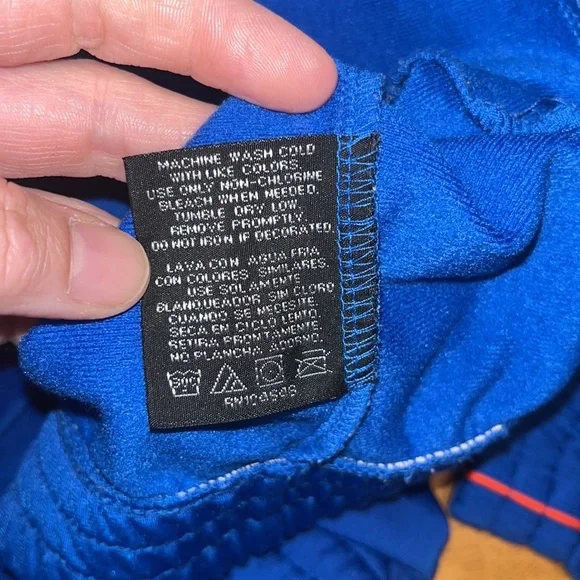 MACHINE WASH COLD
WITH LIKE COLORS.
USE ONLY NON-CHLORINE
BLEACH WHEN NEEDED.
TUMBLE DRY LOW.
REMOVE PROMPTLY.
DO NOT IRON IF DECORATED.
LAVA CON AGUA FRIA
CON COLORES SIMILARES
USE SOLAMENTE
BLANQUEADOR SIN CLORO
CUANDO SE NECESITE.
SECA EN CICLO LENTO.
RETIRA PRONTAMENTE.
NO PLANCHA ADORNO.